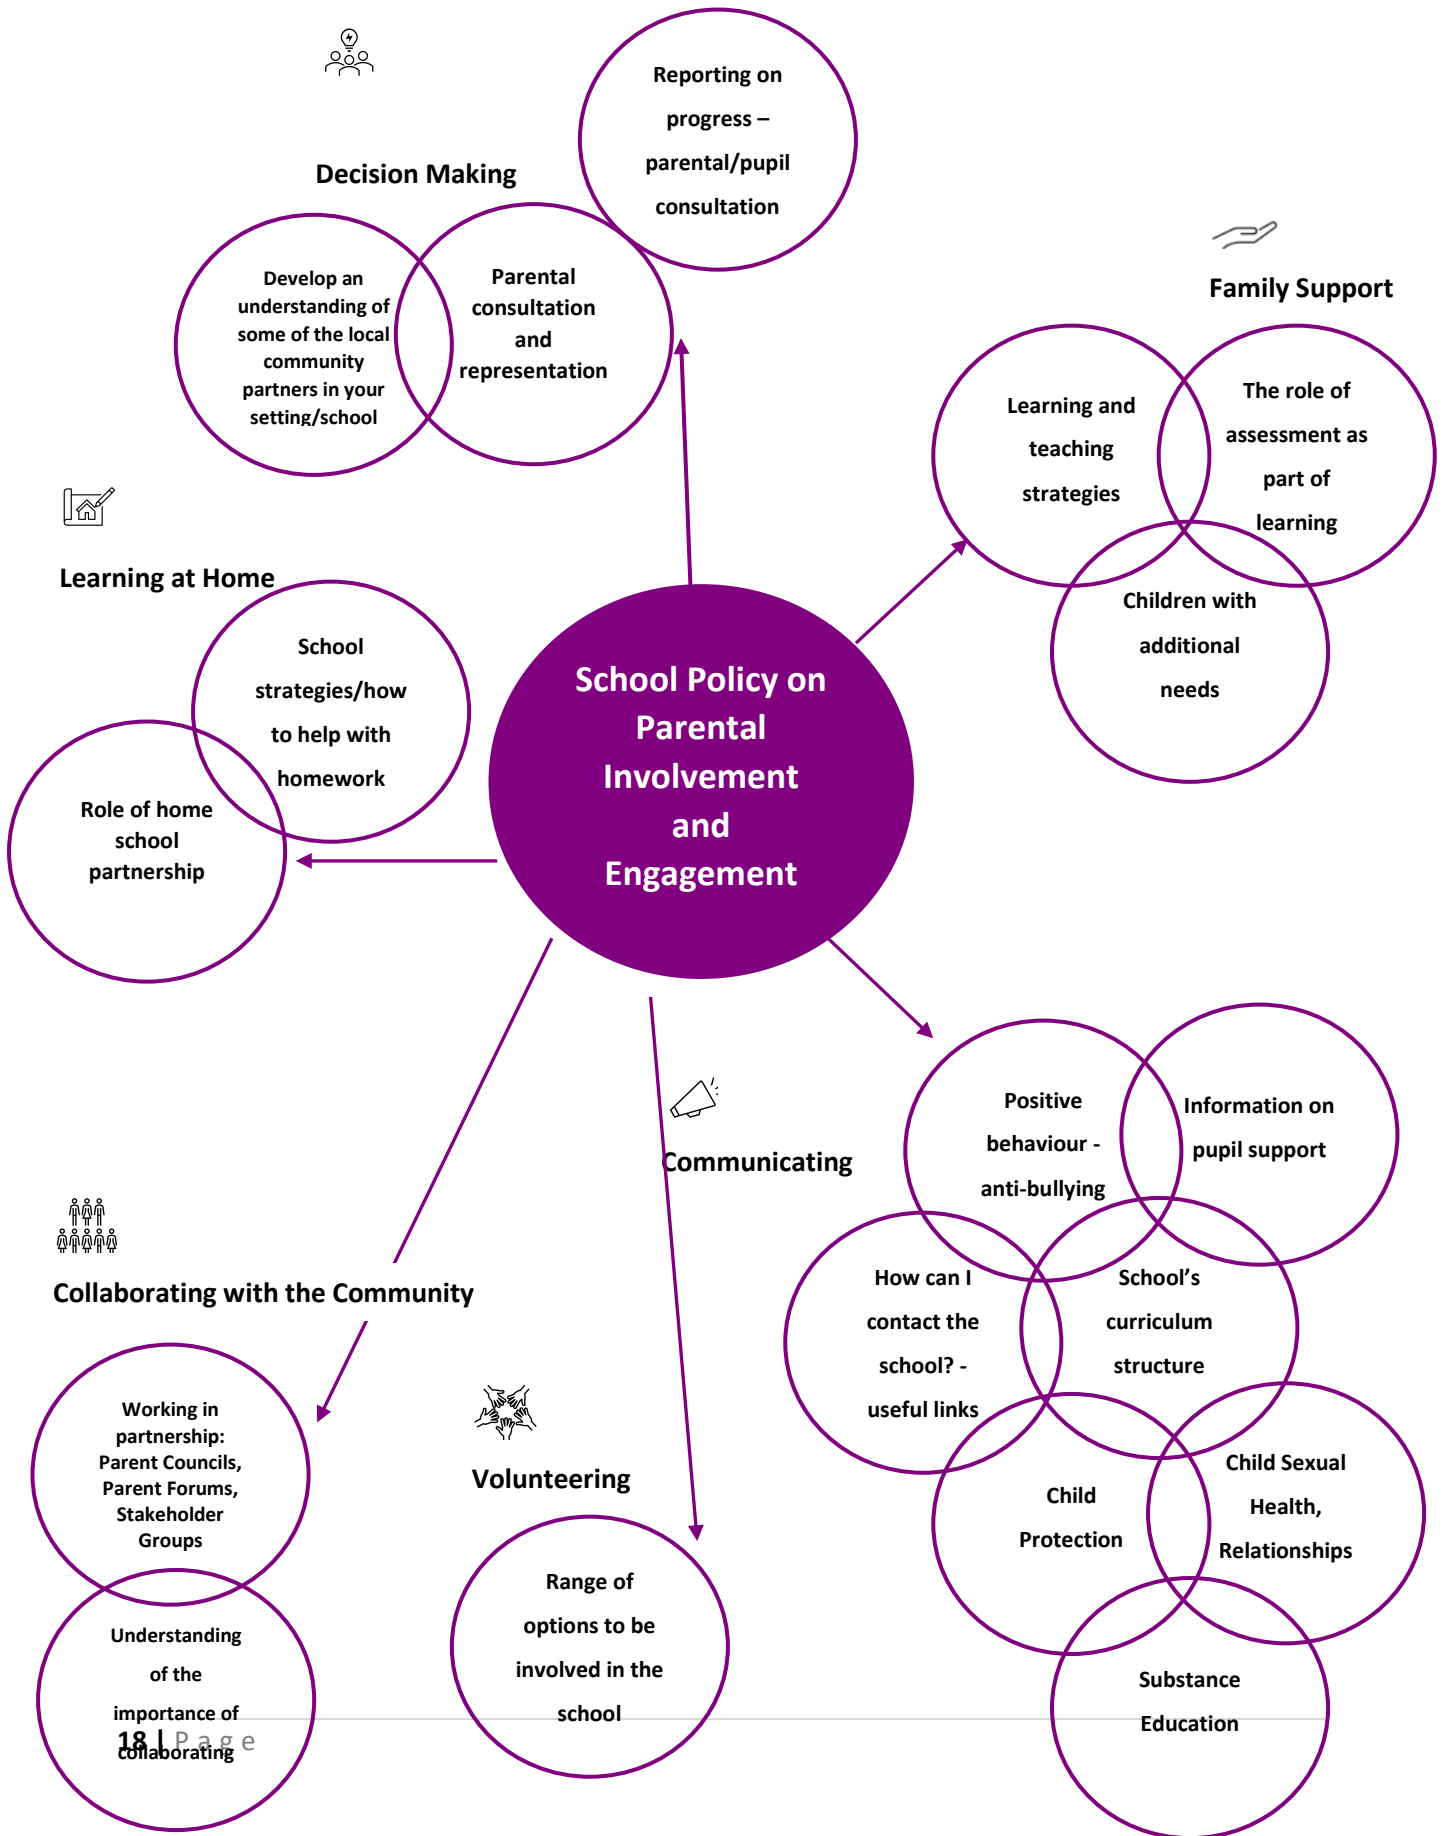 Reporting on
progress –
parental/pupil
consultation
Decision Making
Develop an
understanding of
some of the local
community
partners in your
setting/school
Parental
consultation
and
representation
Family Support
Learning and
teaching
strategies
The role of
assessment as
part of
learning
Children with
additional
needs
Learning at Home
School
strategies/how
to help with
homework
Role of home
school
partnership
School Policy on
Parental
Involvement
and
Engagement
Communicating
Positive
behaviour -
anti-bullying
Information on
pupil support
How can I
contact the
school? -
useful links
School’s
curriculum
structure
Child
Protection
Child Sexual
Health,
Relationships
Substance
Education
Collaborating with the Community
Working in
partnership:
Parent Councils,
Parent Forums,
Stakeholder
Groups
Understanding
of the
importance of
collaborating
Volunteering
Range of
options to be
involved in the
school
18 | Page